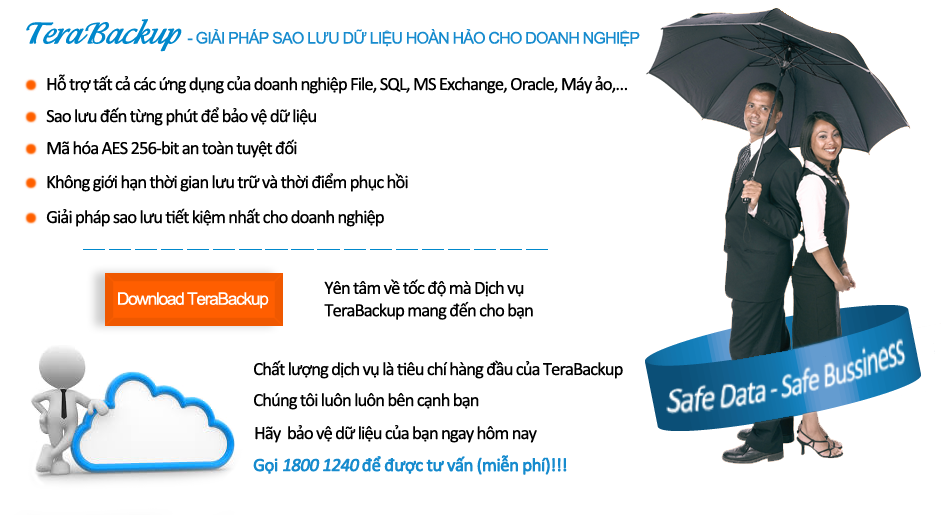 TeraBackup - GIẢI PHÁP SAO LƯU DỮ LIỆU HOÀN HẢO CHO DOANH NGHIỆP
Hỗ trợ tất cả các ứng dụng của doanh nghiệp File, SQL, MS Exchange, Oracle, Máy ảo,...
Sao lưu đến từng phút để bảo vệ dữ liệu
Mã hóa AES 256-bit an toàn tuyệt đối
Không giới hạn thời gian lưu trữ và thời điểm phục hồi
Giải pháp sao lưu tiết kiệm nhất cho doanh nghiệp
Download TeraBackup
Yên tâm về tốc độ mà Dịch vụ
TeraBackup mang đến cho bạn
Chất lượng dịch vụ là tiêu chí hàng đầu của TeraBackup
Chúng tôi luôn luôn bên cạnh bạn
Hãy bảo vệ dữ liệu của bạn ngay hôm nay
Gọi 1800 1240 để được tư vấn (miễn phí)!!!
Safe Data - Safe Bussiness